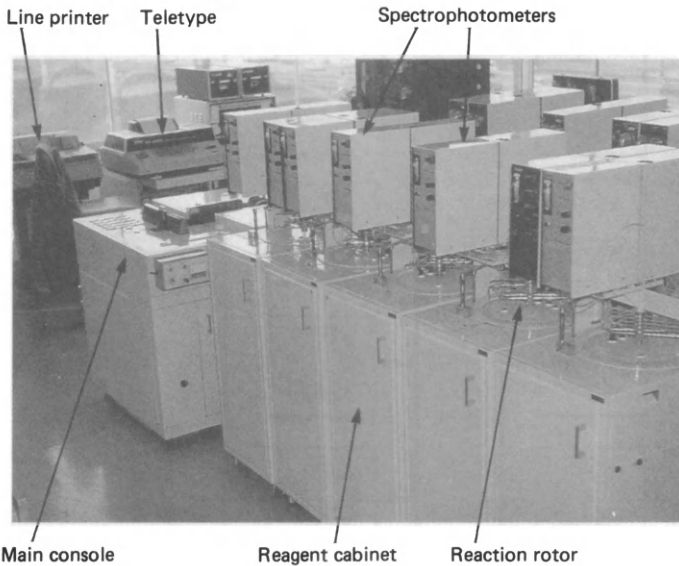 Line printer Teletype Spectrophotometers
Main console Reagent cabinet Reaction rotor